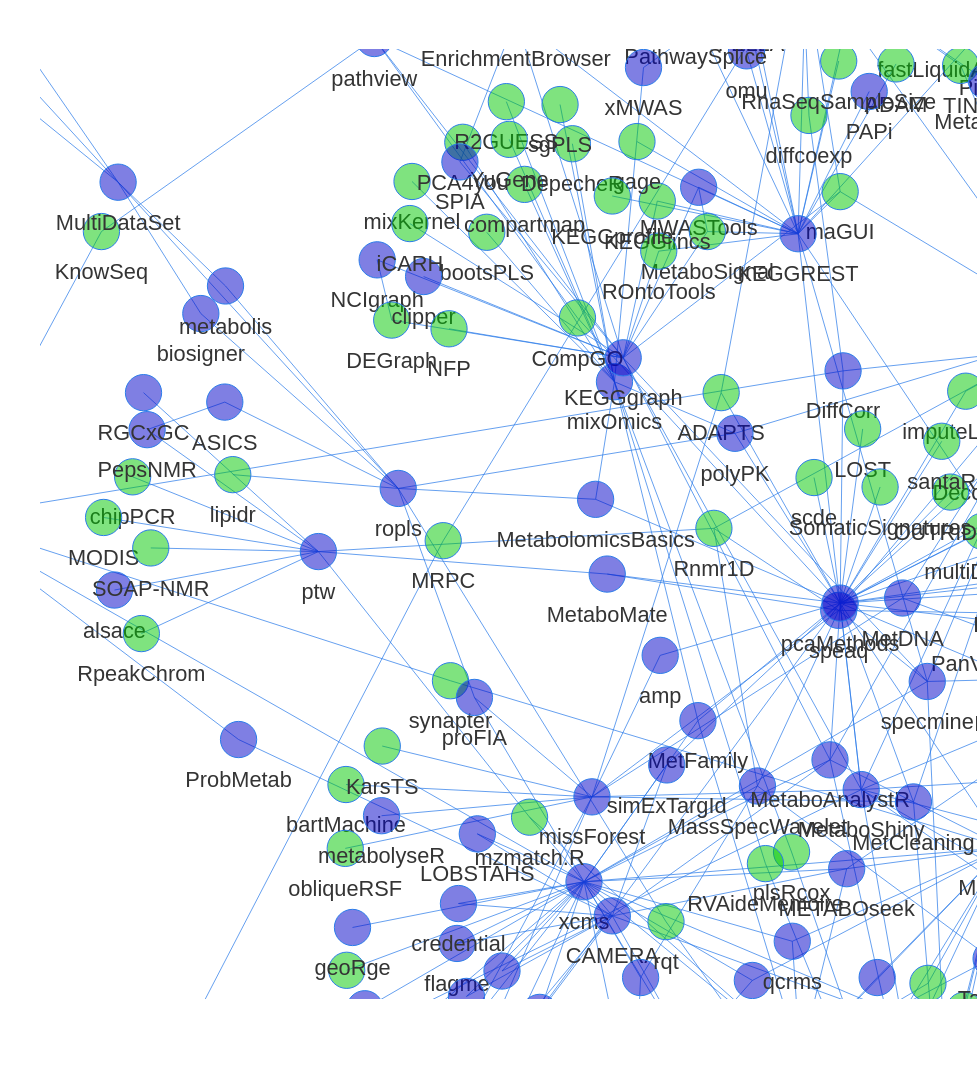 EnrichmentBrowser
PathwaySplice
pathview
fastLiquid
omu
RnaSeqSampleSize
xMWAS
ADAM
TIN
Meta
PAPi
R2GUESS
sgPLS
diffcoexp
PCA4you
YuGene
Depeche
gage
SPIA
MultiDataSet
mixKernel
compartmap
MWASTools
maGUI
KEGGprofile
KEGGlincs
iCARH
KnowSeq
bootsPLS
MetaboSignal
KEGGREST
NCIgraph
ROntoTools
clipper
metabolis
biosigner
DEGraph
CompGO
NFP
KEGGgraph
DiffCorr
mixOmics
RGCxGC
ASICS
ADAPTS
imputeL
PepsNMR
polyPK
LOST
santaR
Deco
lipidr
chipPCR
scde
ropls
SomaticSignatures
OUTRID
MetabolomicsBasics
MODIS
Rnmr1D
multiD
MRPC
SOAP-NMR
ptw
MetaboMate
alsace
pcaMethods
MetDNA
speaq
PanV
RpeakChrom
amp
synapter
specmine
proFIA
MetFamily
ProbMetab
KarsTS
MetaboAnalystR
simExTargId
bartMachine
MassSpecWavelet
MetaboShiny
missForest
MetCleaning
metabolyseR
mzmatch.R
LOBSTAHS
obliqueRSF
plsRcox
RVAideMemoire
METABOseek
xcms
credential
CAMERA
rqt
geoRge
flagme
qcrms